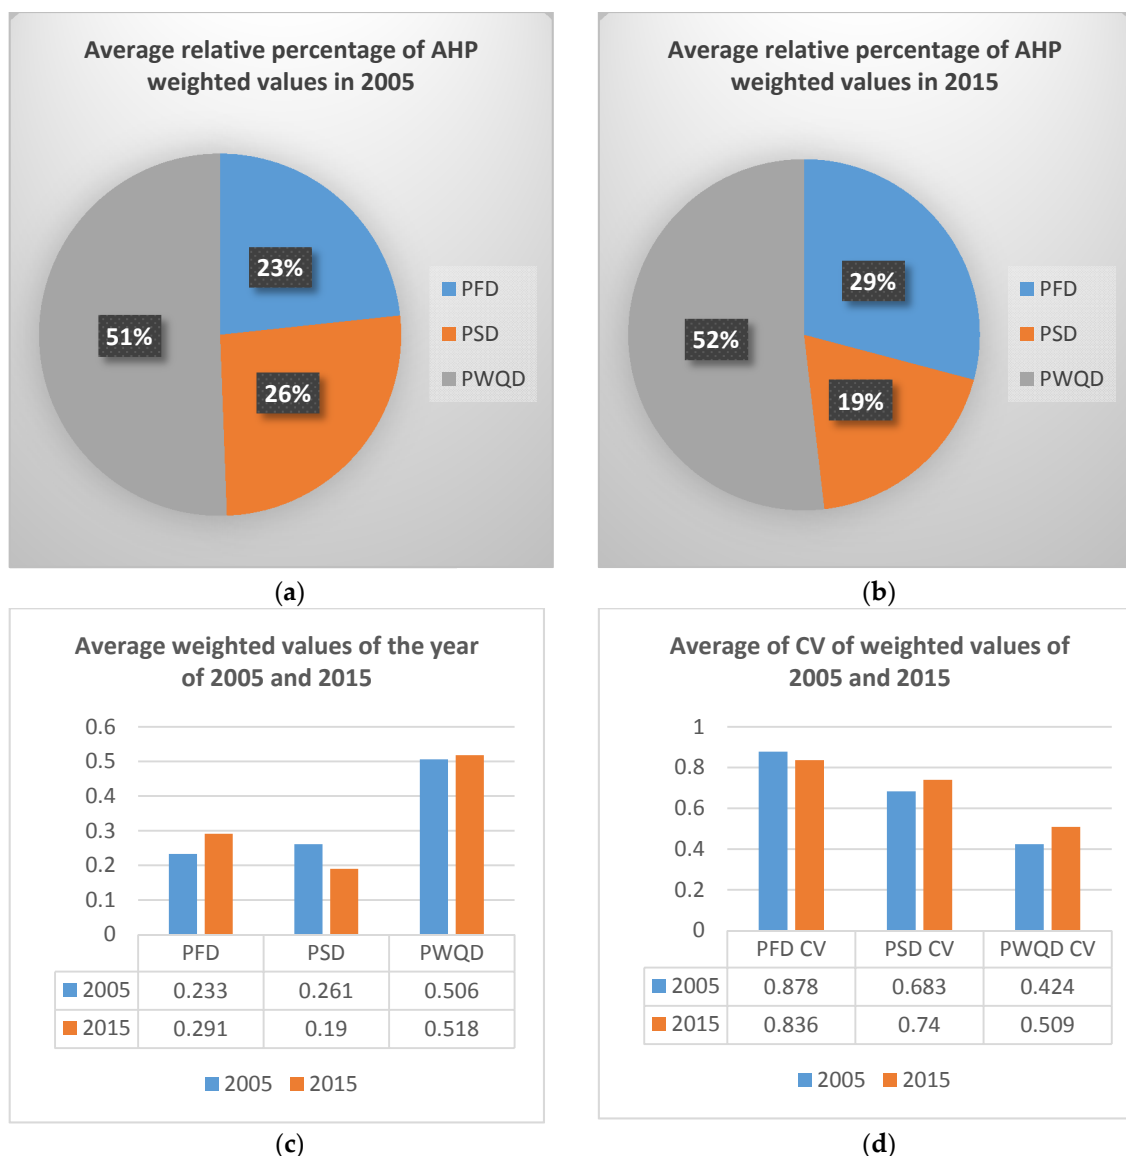 Average relative percentage of AHP
weighted values in 2005
23%
51%
26%
PFD
PSD
PWQD
(a)
Average relative percentage of AHP
weighted values in 2015
29%
52%
19%
PFD
PSD
PWQD
(b)
Average weighted values of the year
of 2005 and 2015
0.6
0.5
0.4
0.3
0.2
0.1
0
PFD PSD PWQD
2005 0.233 0.261 0.506
2015 0.291 0.19 0.518
2005 2015
(c)
Average of CV of weighted values of
2005 and 2015
1
0.8
0.6
0.4
0.2
0
PFD CV PSD CV PWQD CV
2005 0.878 0.683 0.424
2015 0.836 0.74 0.509
2005 2015
(d)